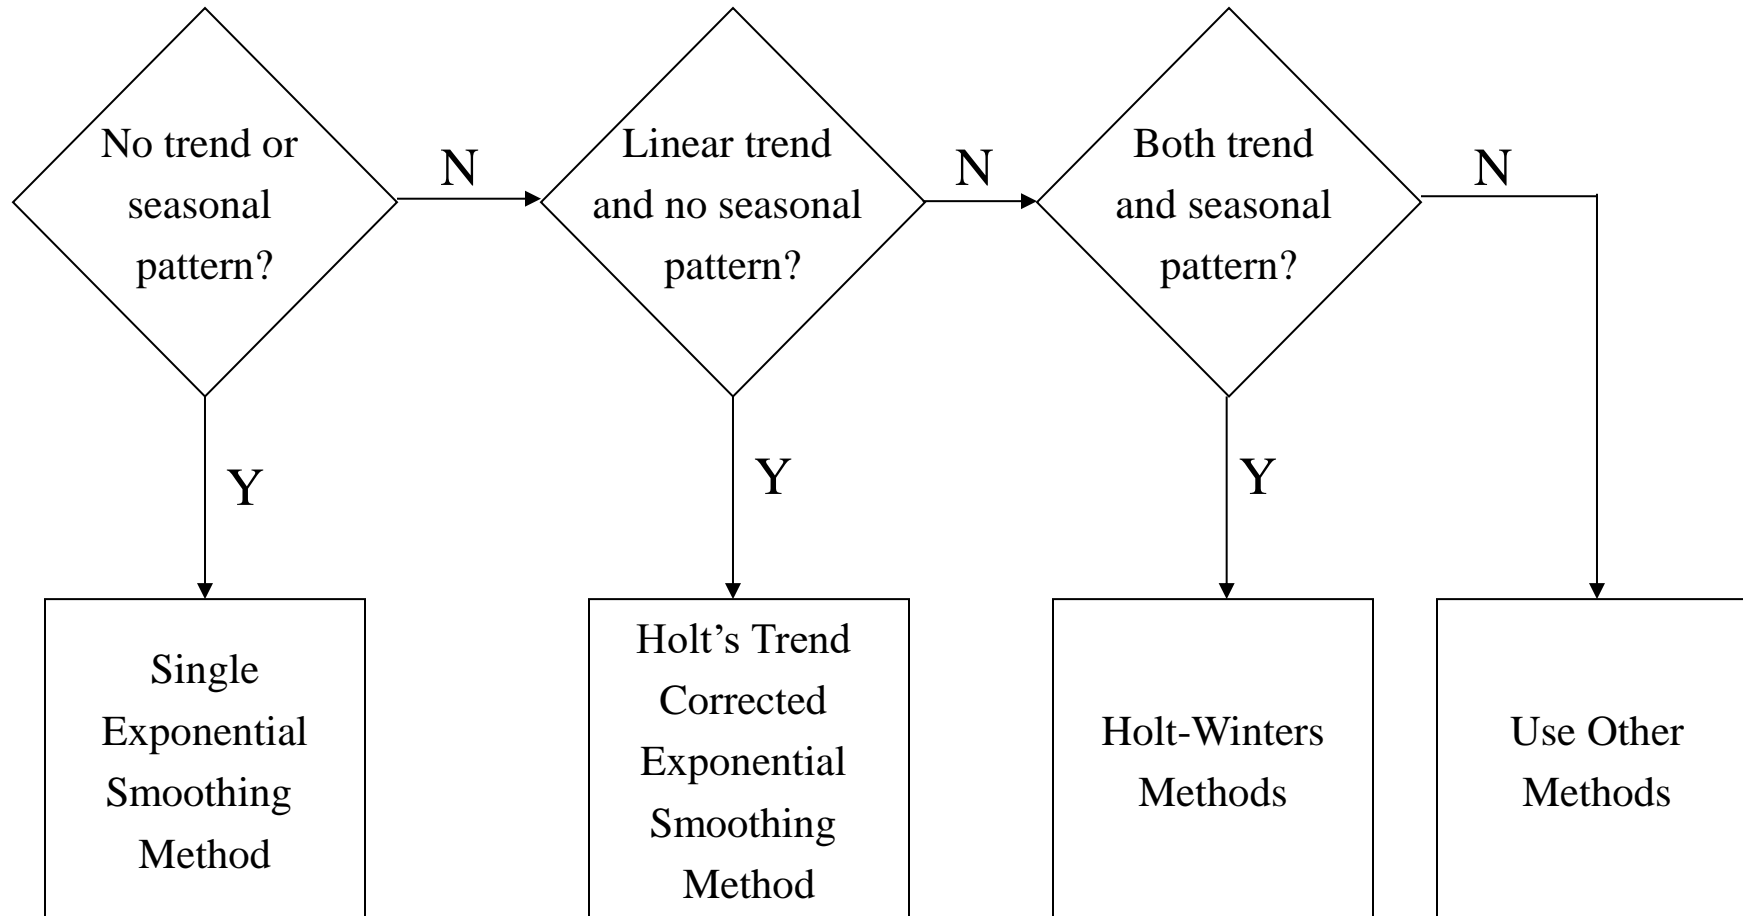 No trend or
seasonal
pattern?
N
Linear trend
and no seasonal
pattern?
N
Both trend
and seasonal
pattern?
N
Y
Y
Y
Single
Exponential
Smoothing
Method
Holt’s Trend
Corrected
Exponential
Smoothing
Method
Holt-Winters
Methods
Use Other
Methods